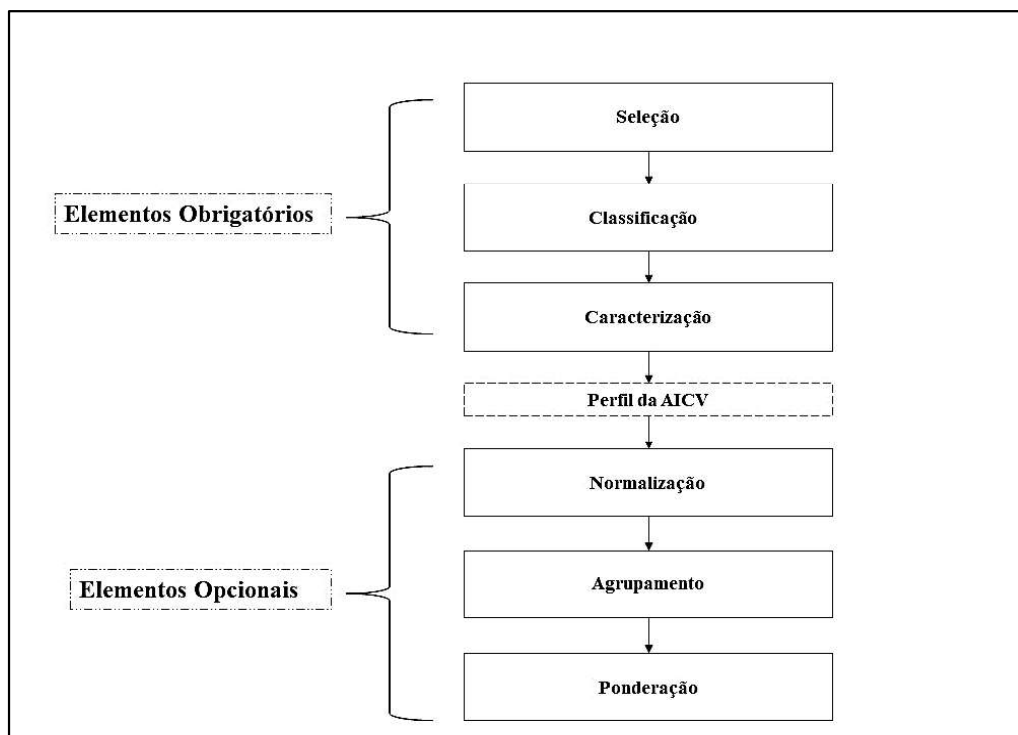 Seleção
Classificação
Elementos Obrigatórios
Caracterização
Perfil da AICV
Normalização
Agrupamento
Elementos Opcionais
Ponderação